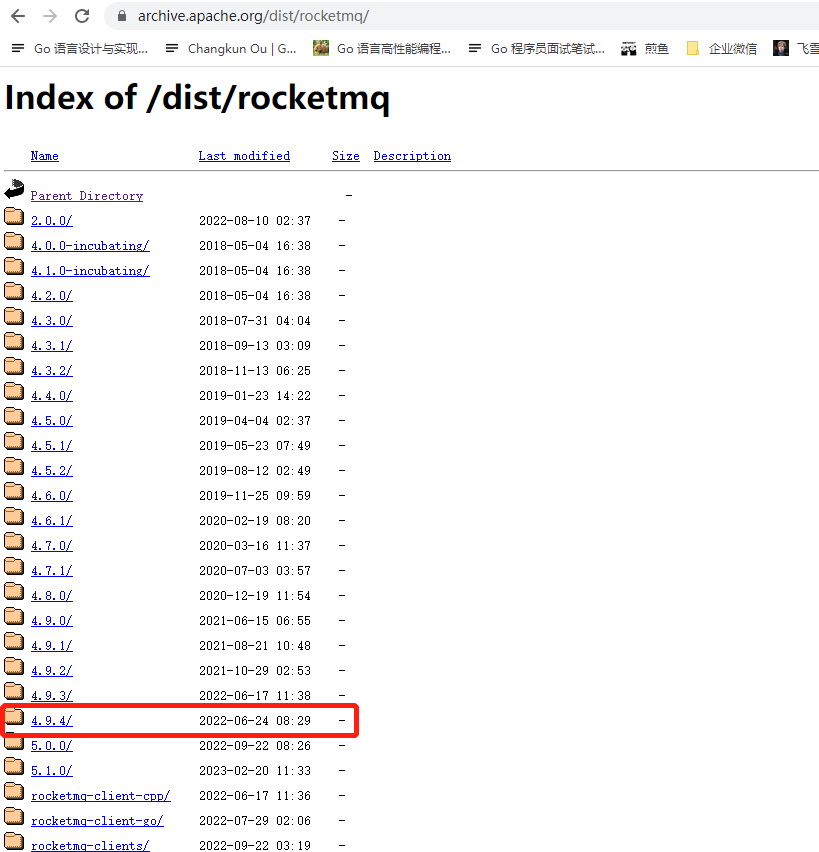 archive.apache.org/dist/rocketmq/
Go 语言设计与实现... Changkun Ou | G... Go 语言高性能编程... Go 程序员面试笔试... 煎鱼 企业微信 飞雪
Index of /dist/rocketmq
Name Last modified Size Description
Parent Directory -
2.0.0/ 2022-08-10 02:37 -
4.0.0-incubating/ 2018-05-04 16:38 -
4.1.0-incubating/ 2018-05-04 16:38 -
4.2.0/ 2018-05-04 16:38 -
4.3.0/ 2018-07-31 04:04 -
4.3.1/ 2018-09-13 03:09 -
4.3.2/ 2018-11-13 06:25 -
4.4.0/ 2019-01-23 14:22 -
4.5.0/ 2019-04-04 02:37 -
4.5.1/ 2019-05-23 07:49 -
4.5.2/ 2019-08-12 02:49 -
4.6.0/ 2019-11-25 09:59 -
4.6.1/ 2020-02-19 08:20 -
4.7.0/ 2020-03-16 11:37 -
4.7.1/ 2020-07-03 03:57 -
4.8.0/ 2020-12-19 11:54 -
4.9.0/ 2021-06-15 06:55 -
4.9.1/ 2021-08-21 10:48 -
4.9.2/ 2021-10-29 02:53 -
4.9.3/ 2022-06-17 11:38 -
4.9.4/ 2022-06-24 08:29 -
5.0.0/ 2022-09-22 08:26 -
5.1.0/ 2023-02-20 11:33 -
rocketmq-client-cpp/ 2022-06-17 11:36 -
rocketmq-client-go/ 2022-07-29 02:06 -
rocketmq-clients/ 2022-09-22 03:19 -